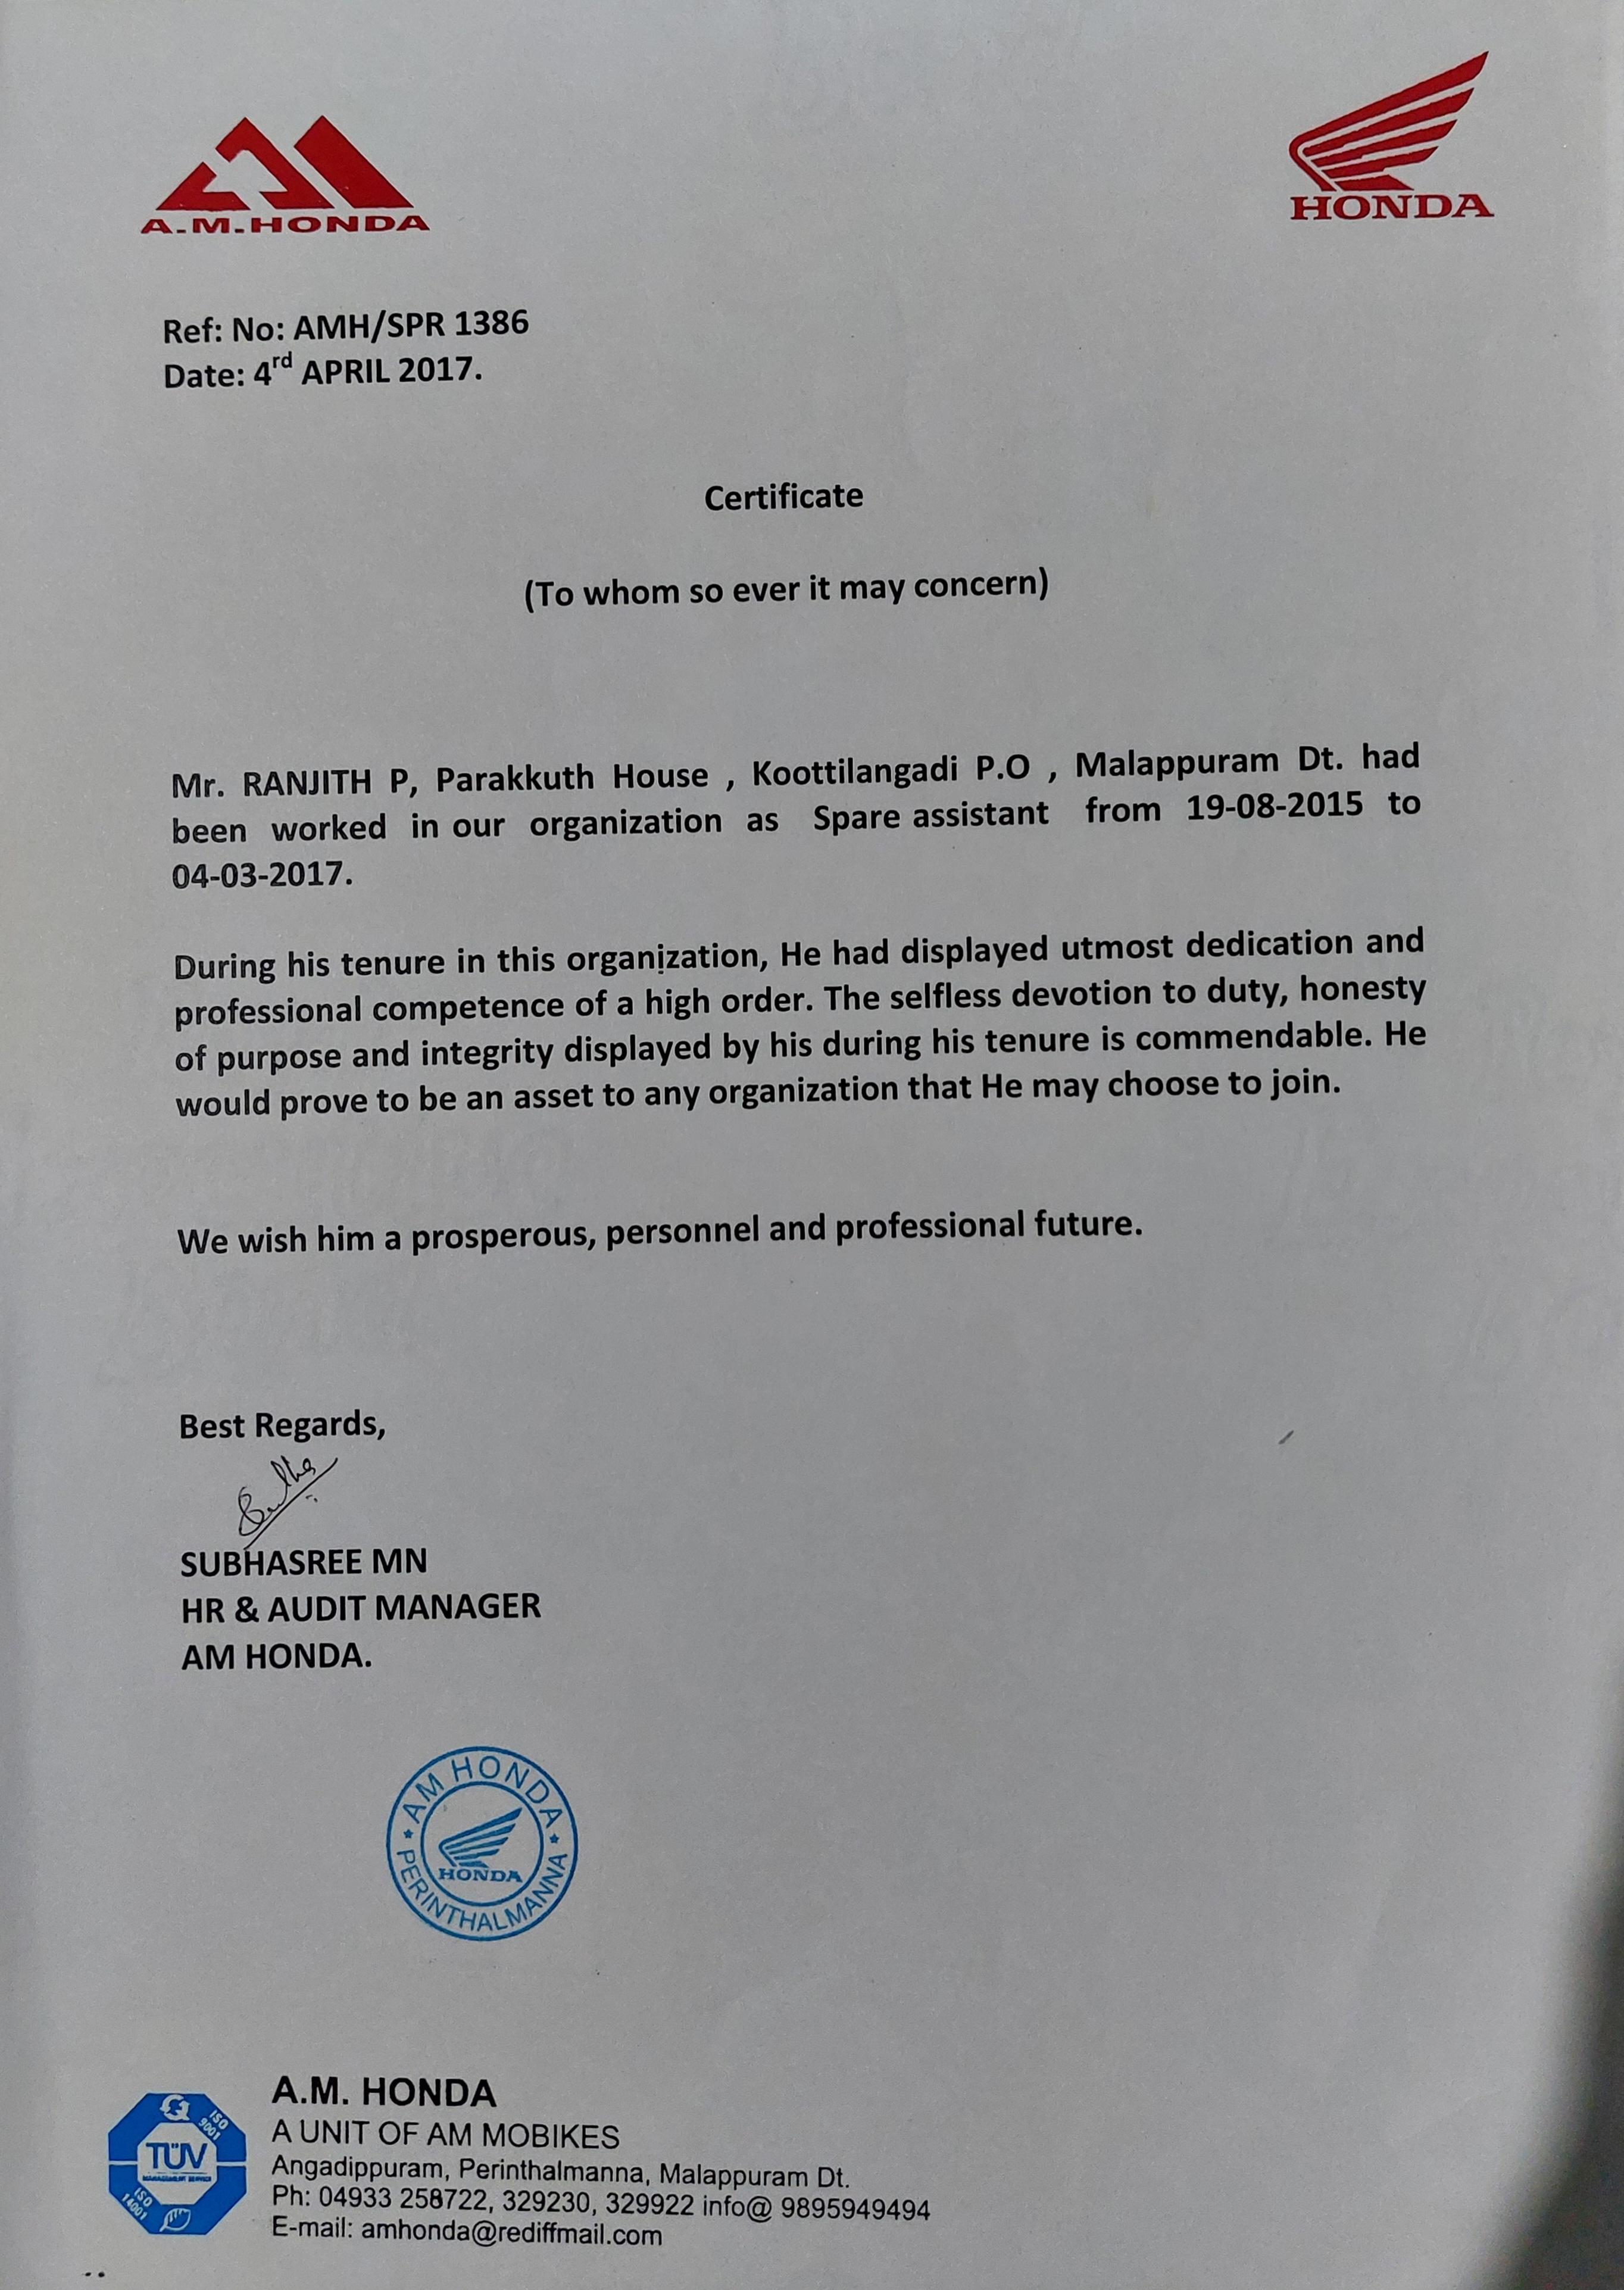 A.M.HONDA
HONDA
Ref: No: AMH/SPR 1386
Date: 4rd APRIL 2017.
Certificate
(To whom so ever it may concern)
Mr. RANJITH P, Parakkuth House , Koottilangadi P.O , Malappuram Dt. had
been worked in our organization as Spare assistant from 19-08-2015 to
04-03-2017.
During his tenure in this organization, He had displayed utmost dedication and
professional competence of a high order. The selfless devotion to duty, honesty
of purpose and integrity displayed by his during his tenure is commendable. He
would prove to be an asset to any organization that He may choose to join.
We wish him a prosperous, personnel and professional future.
Best Regards,
SUBHASREE MN
HR & AUDIT MANAGER
AM HONDA.
AM HONDA
HONDA
PERINTHALMANNA
ISO 9001
TÜV
MANAGEMENT SERVICE
ISO 14001
A.M. HONDA
A UNIT OF AM MOBIKES
Angadippuram, Perinthalmanna, Malappuram Dt.
Ph: 04933 258722, 329230, 329922 info@ 9895949494
E-mail: amhonda@rediffmail.com